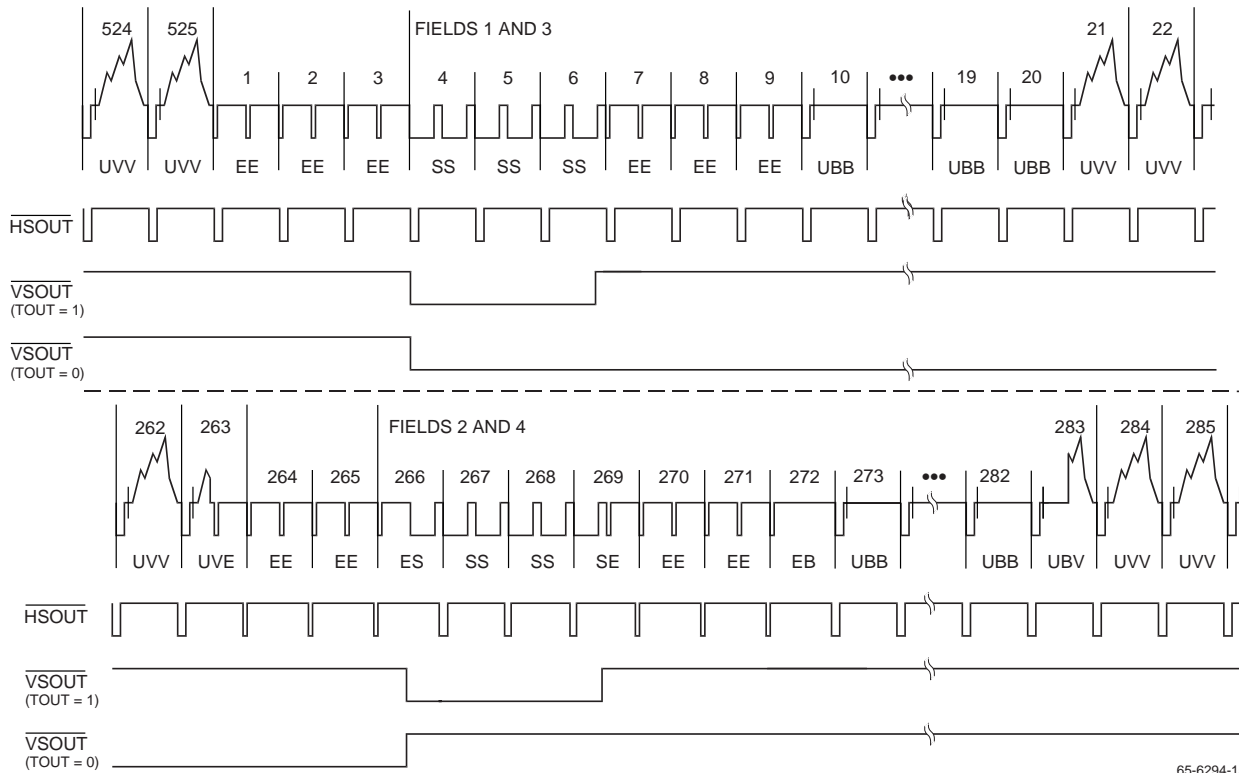 524 525 FIELDS 1 AND 3 21 22
1 2 3 4 5 6 7 8 9 10 ••• 19 20
UVV UVV EE EE EE SS SS SS EE EE EE UBB UBB UBB UVV UVV
HSOUT
VSOUT
(TOUT = 1)
VSOUT
(TOUT = 0)
262 263 FIELDS 2 AND 4 283 284 285
264 265 266 267 268 269 270 271 272 273 ••• 282
UVV UVE EE EE ES SS SS SE EE EE EB UBB UBB UBV UVV UVV
HSOUT
VSOUT
(TOUT = 1)
VSOUT
(TOUT = 0)